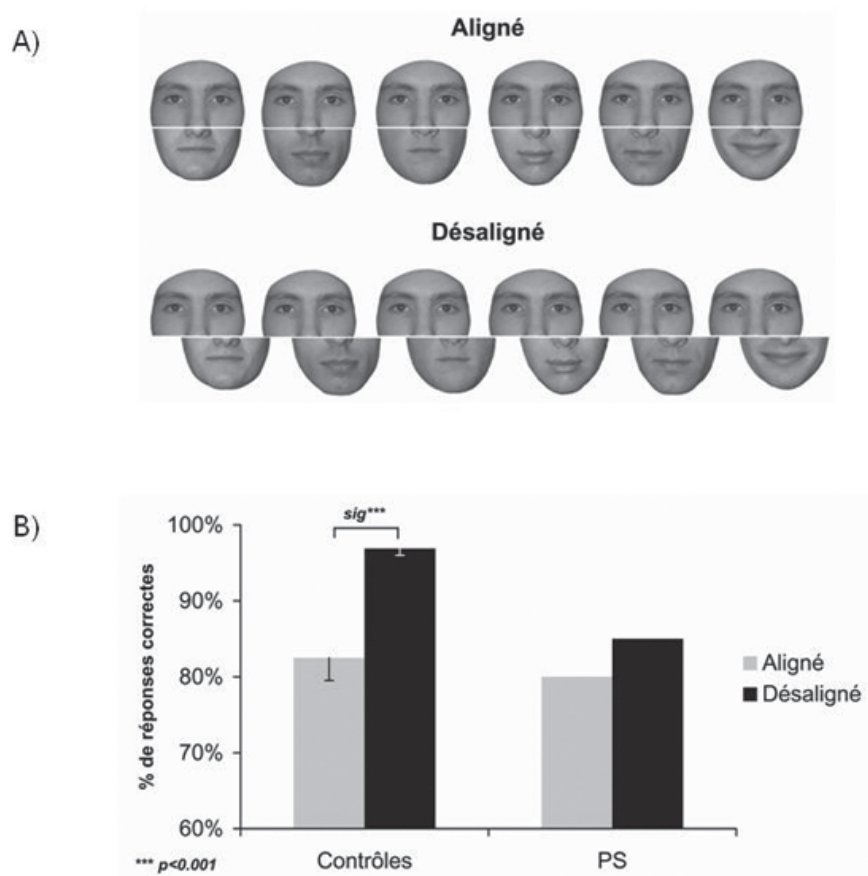 A)
Aligné
Désaligné
B)
% de réponses correctes
100%
90%
80%
70%
60%
sig***
Aligné
Désaligné
*** p<0.001
Contrôles
PS